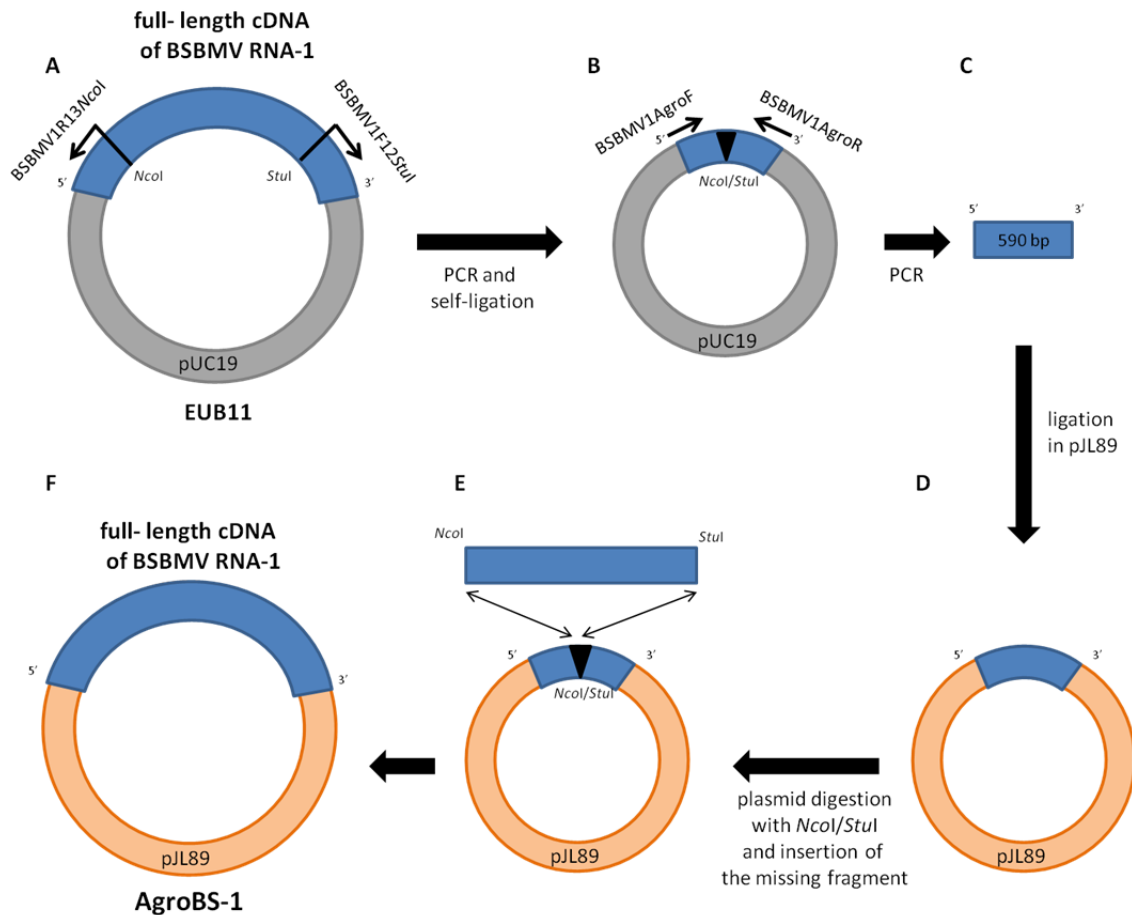 full- length cDNA
of BSBMV RNA-1
A
BSBMV1R13NcoI
BSBMV1F12StuI
5′
NcoI
StuI
3′
pUC19
EUB11
PCR and
self-ligation
B
BSBMV1AgroF
BSBMV1AgroR
5′
3′
NcoI/StuI
pUC19
PCR
C
5′
3′
590 bp
ligation
in pJL89
D
5′
3′
pJL89
plasmid digestion
with NcoI/StuI
and insertion of
the missing fragment
E
NcoI
StuI
5′
3′
NcoI/StuI
pJL89
F
full- length cDNA
of BSBMV RNA-1
5′
3′
pJL89
AgroBS-1